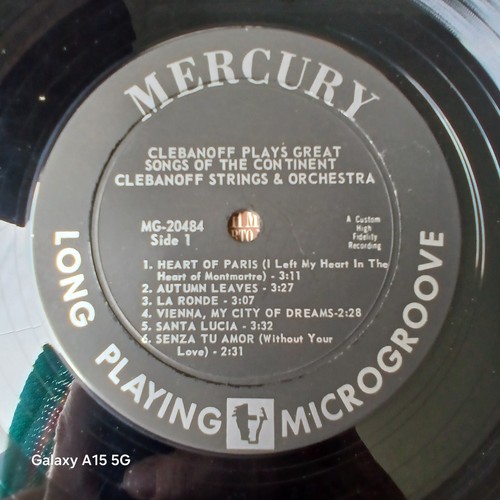 MERCURY
CLEBANOFF PLAYS GREAT
SONGS OF THE CONTINENT
CLEBANOFF STRINGS & ORCHESTRA
MG-20484
Side 1
A Custom
High
Fidelity
Recording
1. HEART OF PARIS (I Left My Heart In The
Heart of Montmartre) - 3:11
2. AUTUMN LEAVES - 3:27
3. LA RONDE - 3:07
4. VIENNA, MY CITY OF DREAMS-2:28
5. SANTA LUCIA - 3:32
6. SENZA TU AMOR (Without Your
Love) - 2:31
LONG PLAYING MICROGROOVE
Galaxy A15 5G